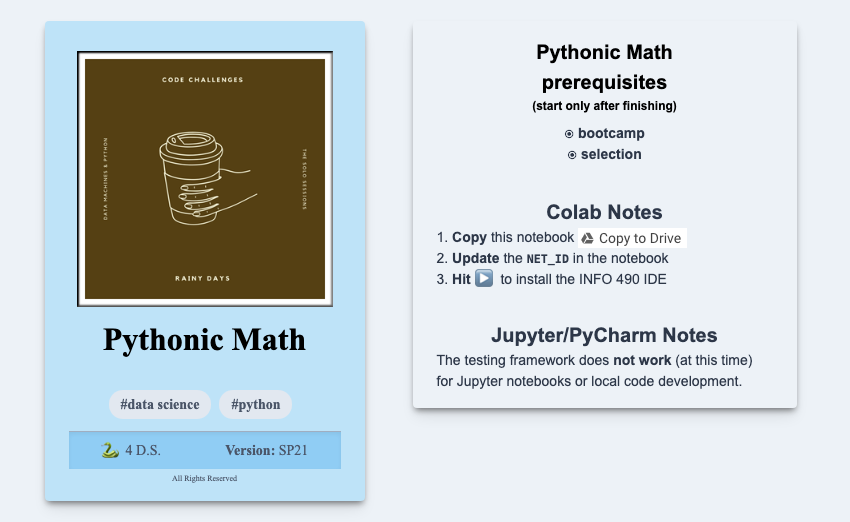 CODE CHALLENGES
DATA MACHINES & PYTHON
THE SOLO SESSIONS
RAINY DAYS
Pythonic Math
#data science #python
4 D.S. Version: SP21
All Rights Reserved
Pythonic Math
prerequisites
(start only after finishing)
bootcamp
selection
Colab Notes
1. Copy this notebook Copy to Drive
2. Update the NET_ID in the notebook
3. Hit ▶️ to install the INFO 490 IDE
Jupyter/PyCharm Notes
The testing framework does not work (at this time)
for Jupyter notebooks or local code development.